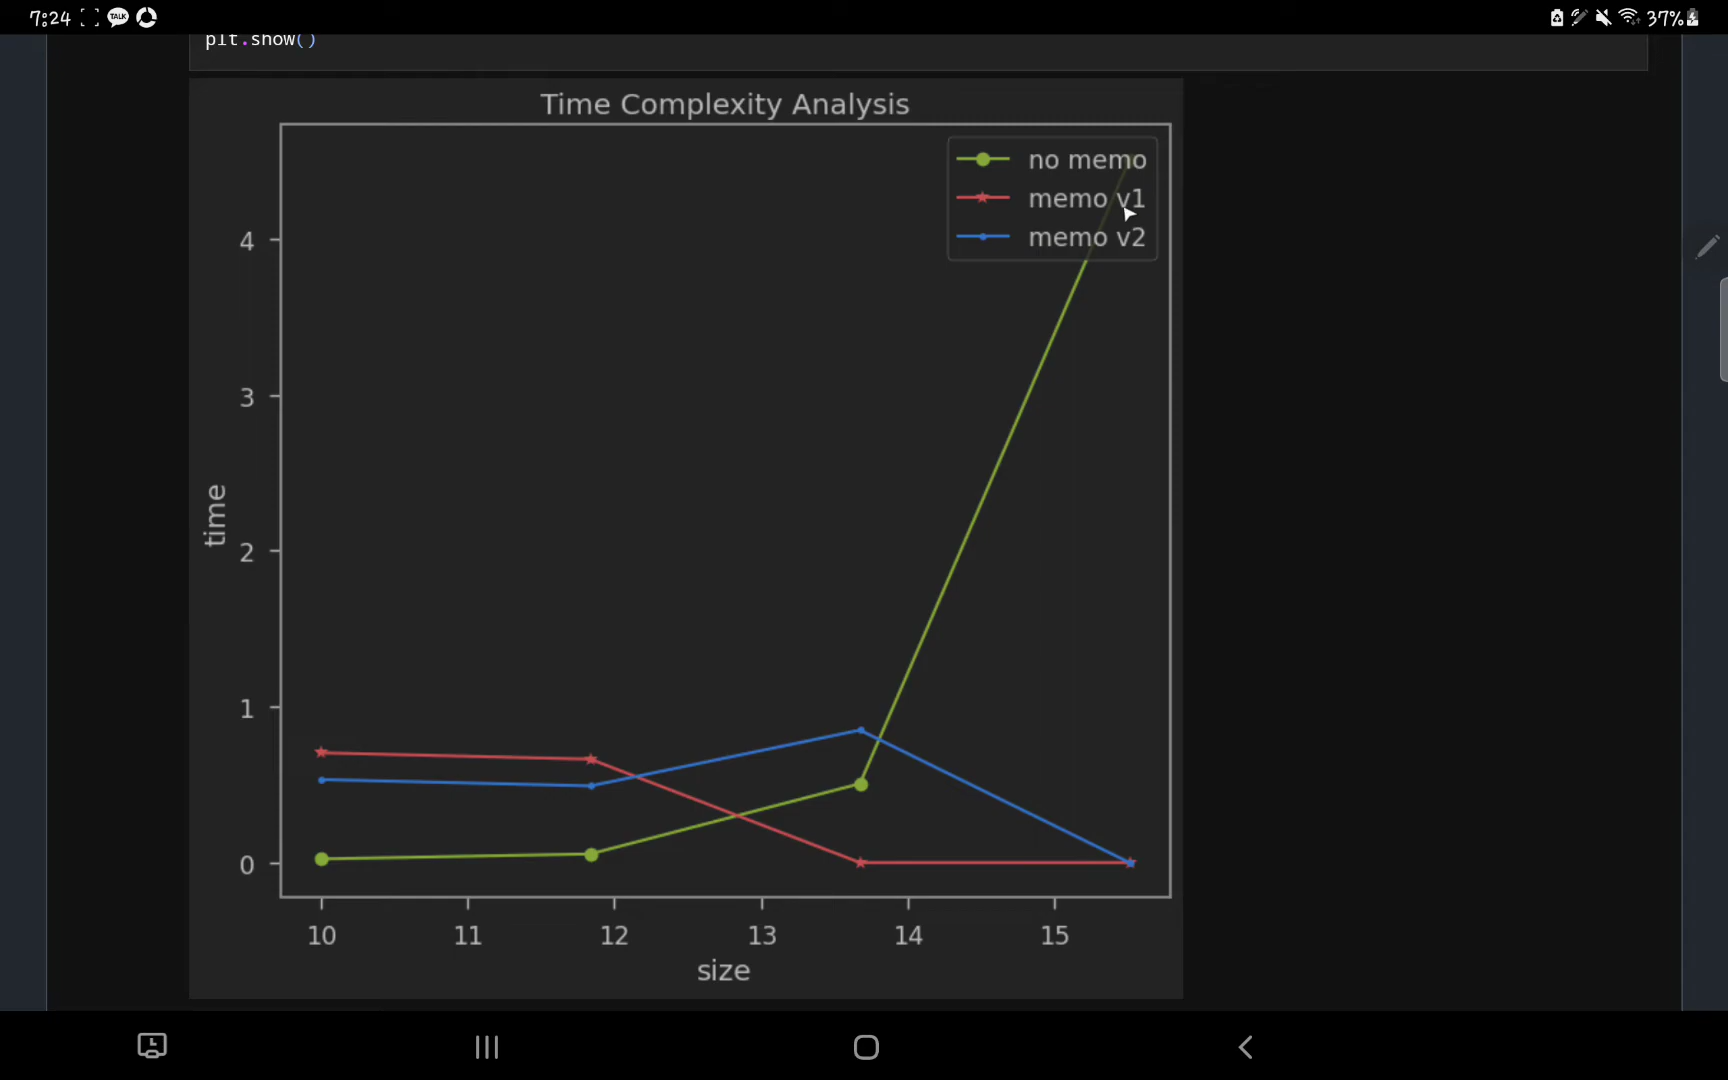 7:24
TALK
37%
plt.show()
Time Complexity Analysis
no memo
memo v1
memo v2
4
3
2
1
0
time
10 11 12 13 14 15
size